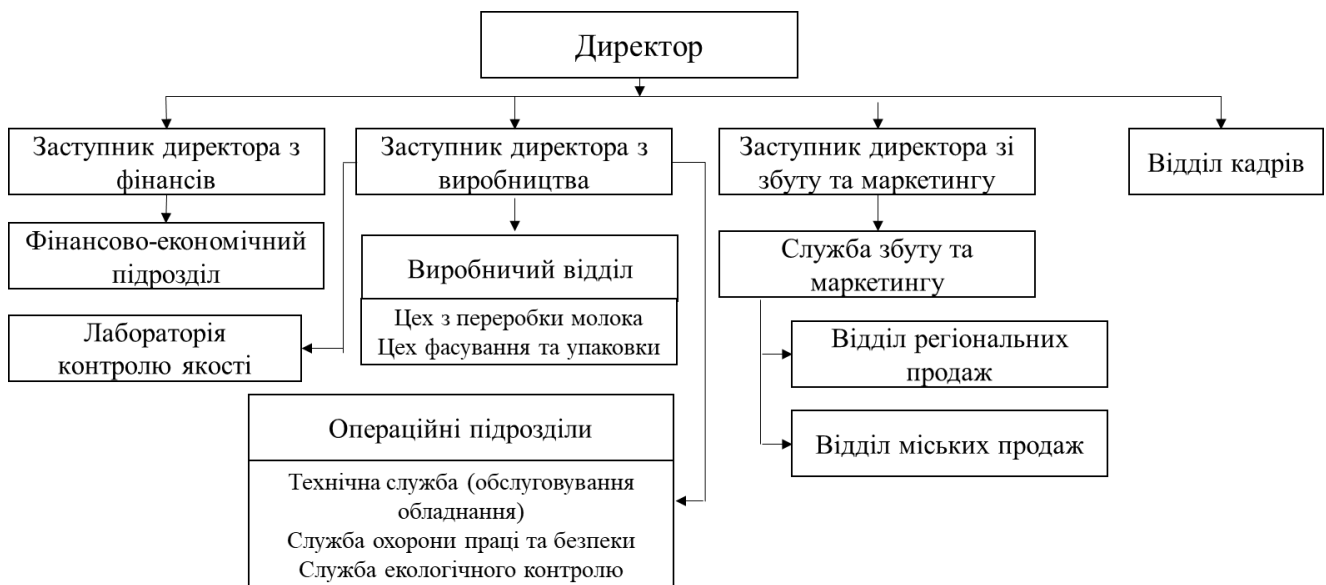 Директор
Заступник директора з
фінансів
Заступник директора з
виробництва
Заступник директора зі
збуту та маркетингу
Відділ кадрів
Фінансово-економічний
підрозділ
Виробничий відділ
Цех з переробки молока
Цех фасування та упаковки
Служба збуту та
маркетингу
Лабораторія
контролю якості
Відділ регіональних
продаж
Відділ міських продаж
Операційні підрозділи
Технічна служба (обслуговування
обладнання)
Служба охорони праці та безпеки
Служба екологічного контролю